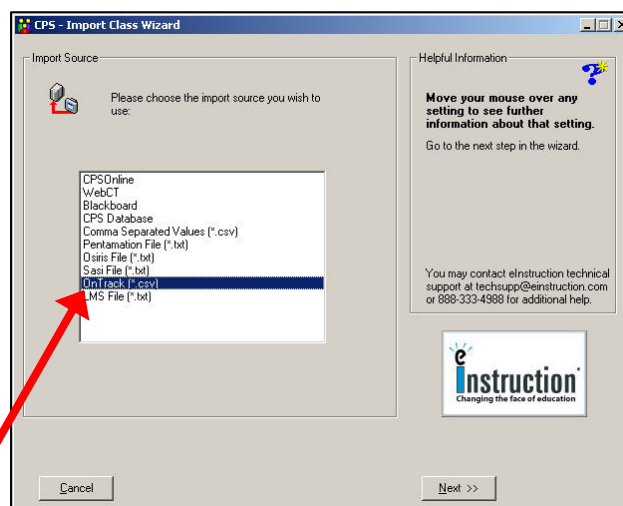 CPS - Import Class Wizard
Import Source
Please choose the import source you wish to
use:
CPSOnline
WebCT
Blackboard
CPS Database
Comma Separated Values (*.csv)
Pentamation File (*.txt)
Osiris File (*.txt)
Sasi File (*.txt)
OnTrack (*.csv)
LMS File (*.txt)
Helpful Information
Move your mouse over any
setting to see further
information about that setting.
Go to the next step in the wizard.
You may contact eInstruction technical
support at techsupp@einstruction.com
or 888-333-4988 for additional help.
eInstruction
Changing the face of education
Cancel
Next >>